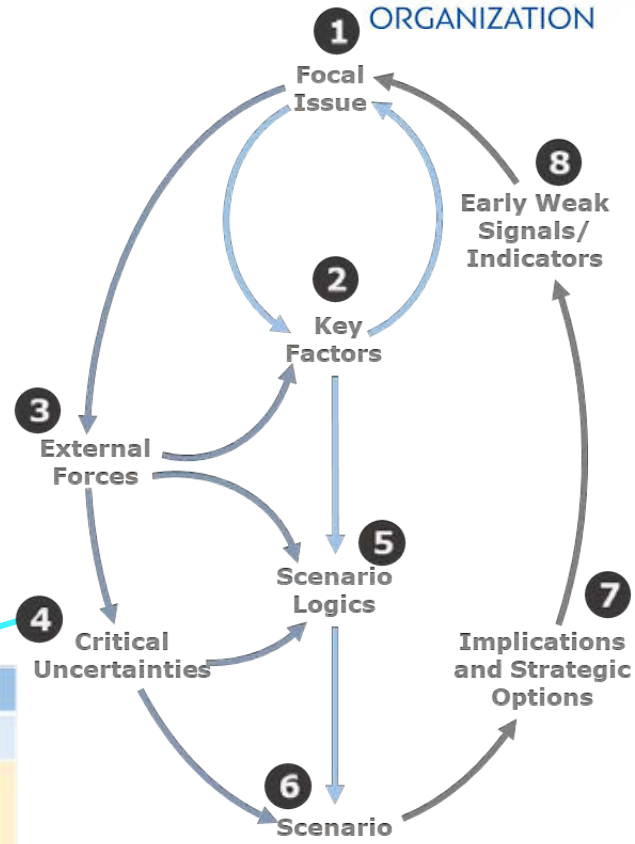 ORGANIZATION
1
Focal
Issue
8
Early Weak
Signals/
Indicators
2
Key
Factors
3
External
Forces
5
Scenario
Logics
4
Critical
Uncertainties
7
Implications
and Strategic
Options
6
Scenario